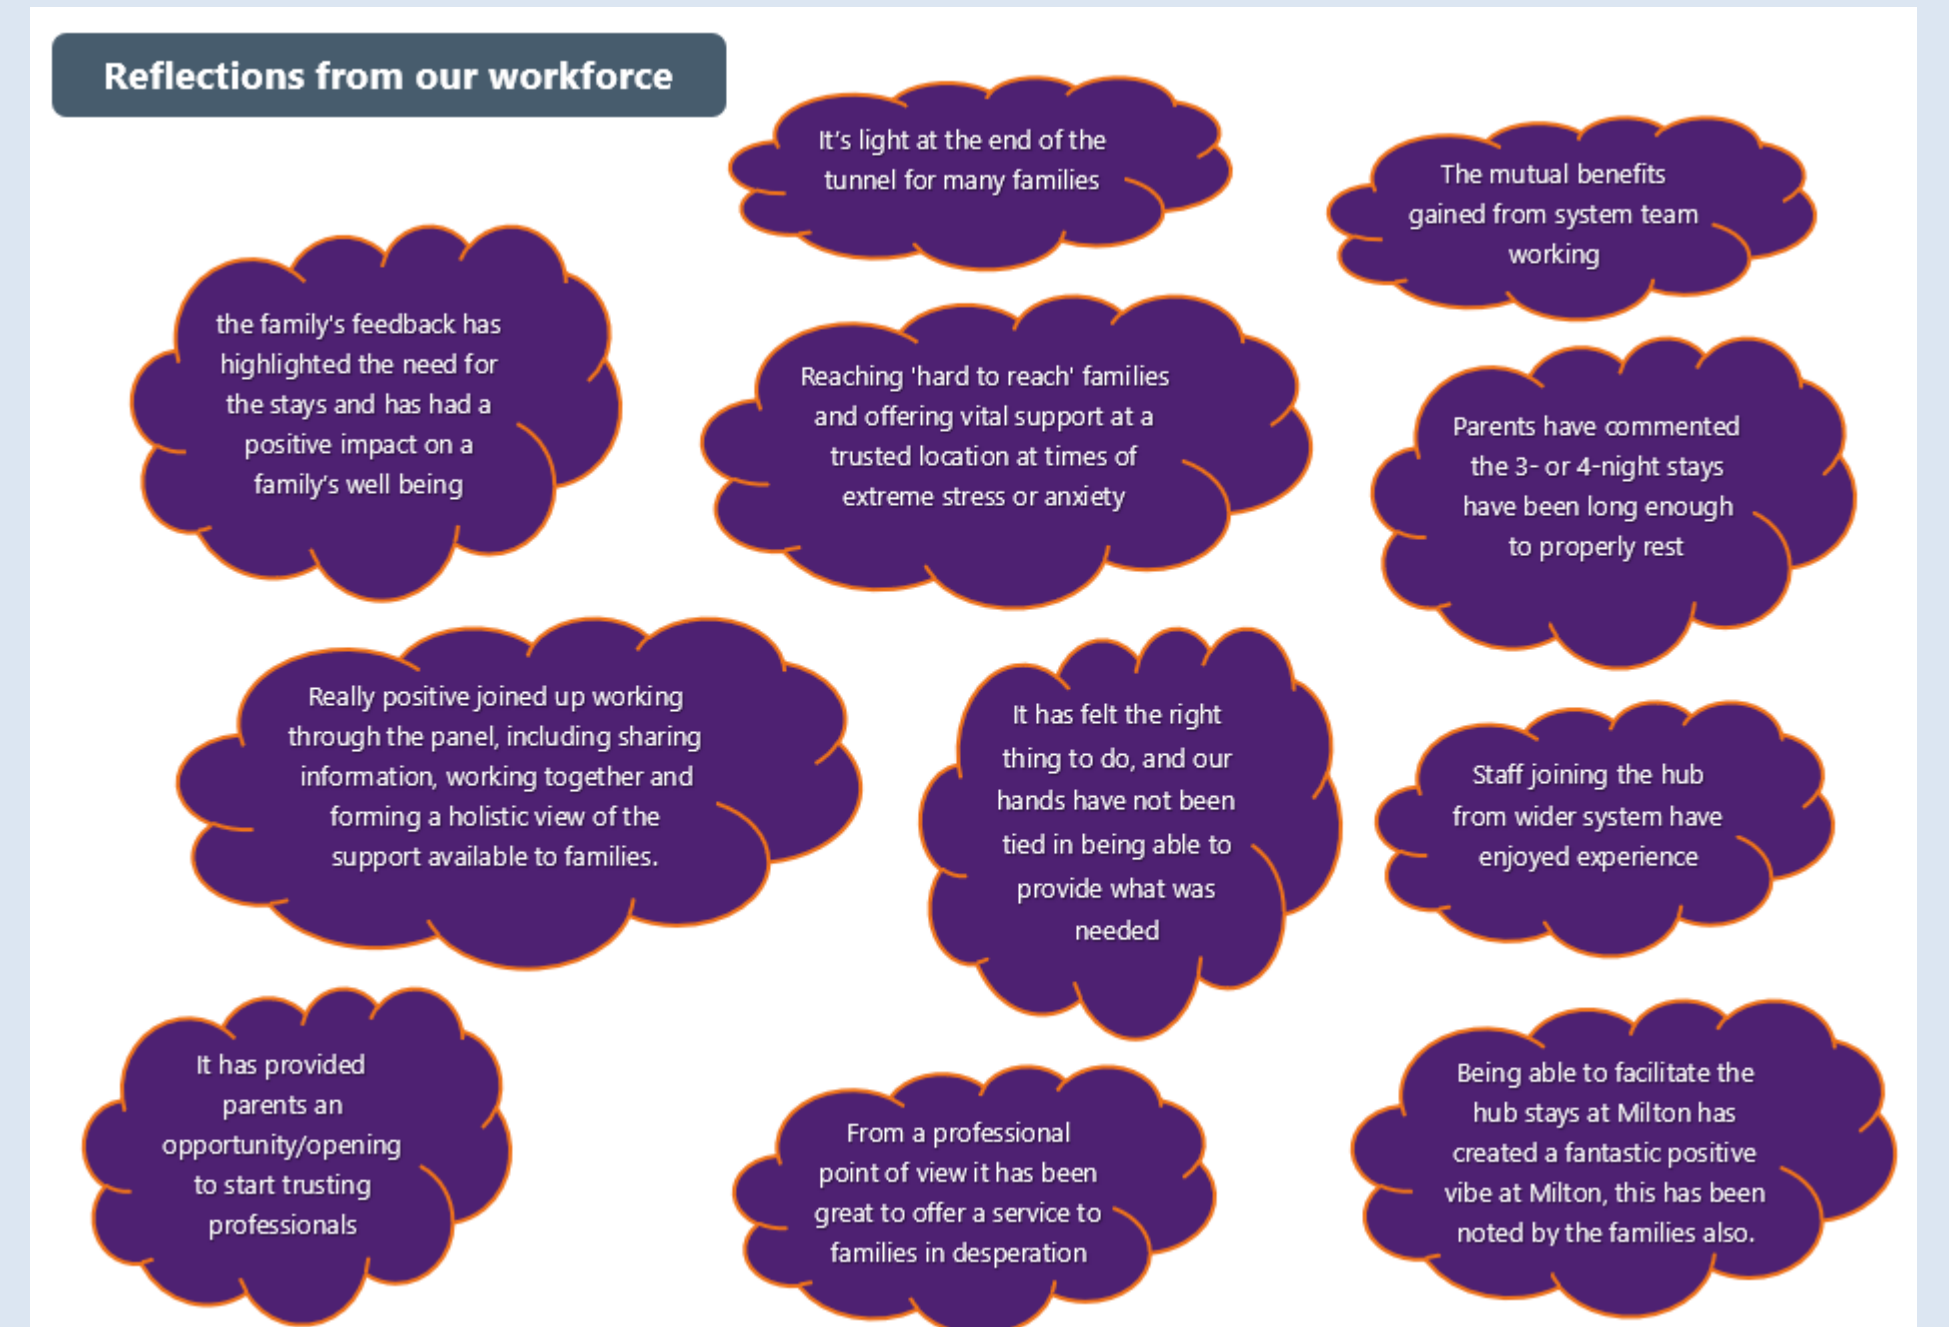 Reflections from our workforce
It's light at the end of the
tunnel for many families
The mutual benefits
gained from system team
working
the family's feedback has
highlighted the need for
the stays and has had a
positive impact on a
family's well being
Reaching 'hard to reach' families
and offering vital support at a
trusted location at times of
extreme stress or anxiety
Parents have commented
the 3- or 4-night stays
have been long enough
to properly rest
Really positive joined up working
through the panel, including sharing
information, working together and
forming a holistic view of the
support available to families.
It has felt the right
thing to do, and our
hands have not been
tied in being able to
provide what was
needed
Staff joining the hub
from wider system have
enjoyed experience
It has provided
parents an
opportunity/opening
to start trusting
professionals
From a professional
point of view it has been
great to offer a service to
families in desperation
Being able to facilitate the
hub stays at Milton has
created a fantastic positive
vibe at Milton, this has been
noted by the families also.